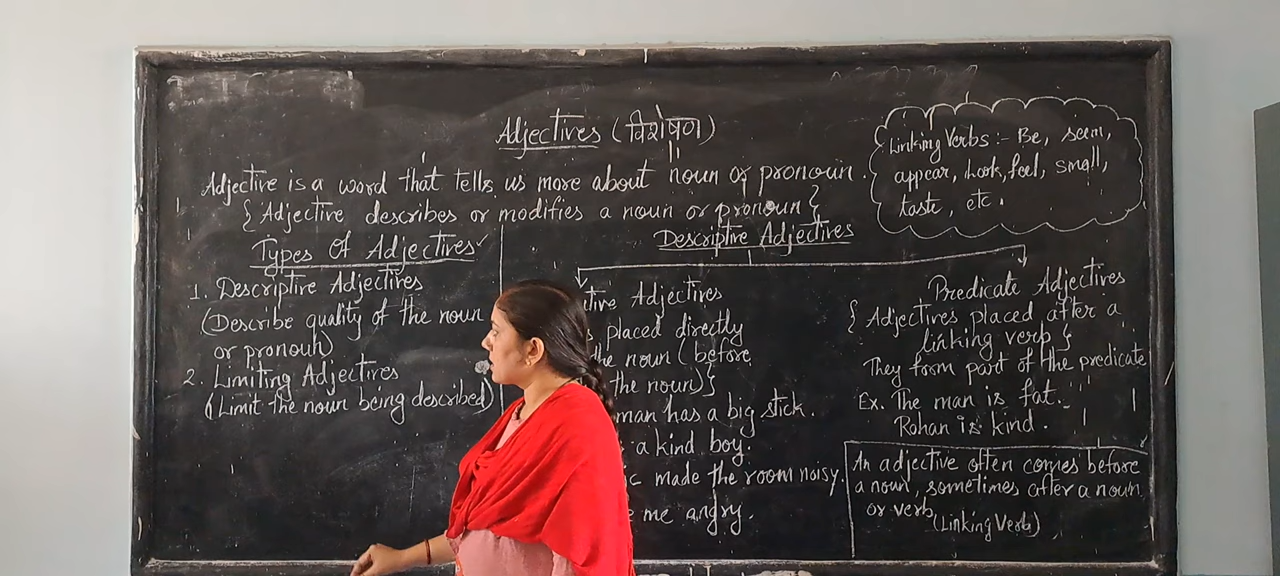 Adjectives (विशेषण)
Adjective is a word that tells us more about noun or pronoun.
{Adjective describes or modifies a noun or pronoun}
Linking Verbs :- Be, seem,
appear, Look, feel, small,
taste, etc.
Types Of Adjectives
1. Descriptive Adjectives
(Describe quality of the noun
or pronoun)
2. Limiting Adjectives
(Limit the noun being described)
Descriptive Adjectives
Adjectives
placed directly
the noun (before
the noun)}
man has a big stick.
a kind boy.
made the room noisy.
me angry.
Predicate Adjectives
{Adjectives placed after a
linking verb}
They form part of the predicate
Ex. The man is fat.
Rohan is kind.
An adjective often comes before
a noun, sometimes after a noun
or verb
(Linking Verb)